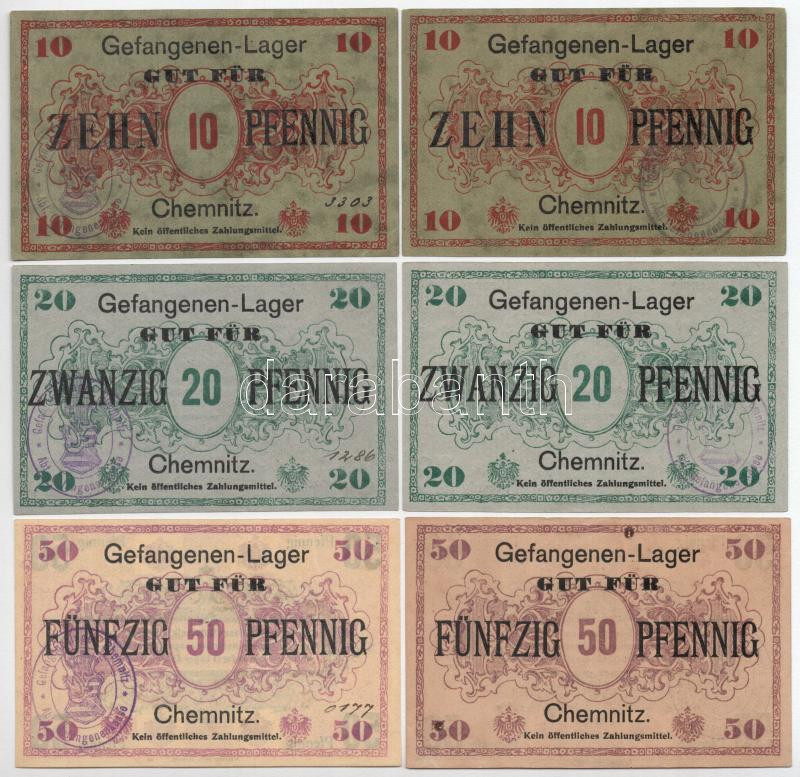 10 Gefangenen-Lager 10
GUT FÜR
ZEHN 10 PFENNIG
Chemnitz. 3303
10 Kein öffentliches Zahlungsmittel. 10
10 Gefangenen-Lager 10
GUT FÜR
ZEHN 10 PFENNIG
Chemnitz.
10 Kein öffentliches Zahlungsmittel. 10
20 Gefangenen-Lager 20
GUT FÜR
ZWANZIG 20 PFENNIG
Chemnitz. 1286
20 Kein öffentliches Zahlungsmittel. 20
20 Gefangenen-Lager 20
GUT FÜR
ZWANZIG 20 PFENNIG
Chemnitz.
20 Kein öffentliches Zahlungsmittel. 20
darabanth
50 Gefangenen-Lager 50
GUT FÜR
FÜNFZIG 50 PFENNIG
Chemnitz. 0177
50 Kein öffentliches Zahlungsmittel. 50
50 Gefangenen-Lager 50
GUT FÜR
FÜNFZIG 50 PFENNIG
Chemnitz.
50 Kein öffentliches Zahlungsmittel. 50